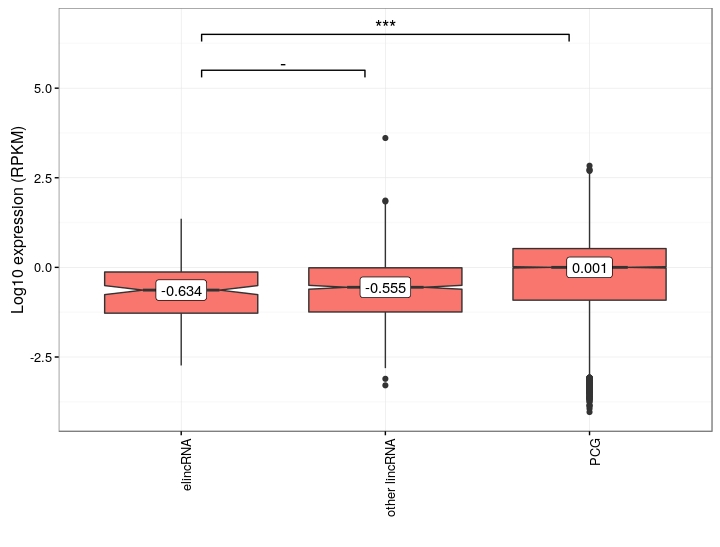 ***
-
Log10 expression (RPKM)
5.0
2.5
0.0
-2.5
-0.634
-0.555
0.001
elincRNA
other lincRNA
PCG